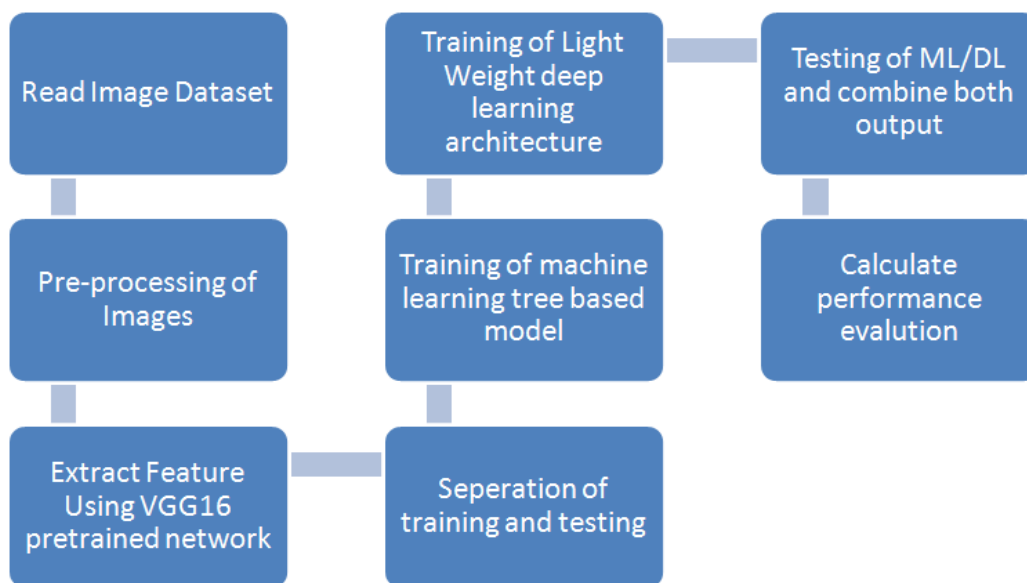 Read Image Dataset
Pre-processing of
Images
Extract Feature
Using VGG16
pretrained network
Seperation of
training and testing
Training of machine
learning tree based
model
Training of Light
Weight deep
learning
architecture
Testing of ML/DL
and combine both
output
Calculate
performance
evalution